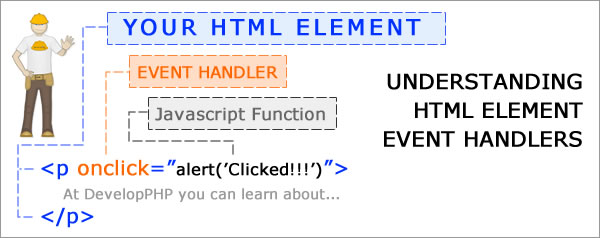 YOUR HTML ELEMENT
EVENT HANDLER
Javascript Function
UNDERSTANDING
HTML ELEMENT
EVENT HANDLERS
<p onclick=”alert(’Clicked!!!’)”>
At DevelopPHP you can learn about...
</p>